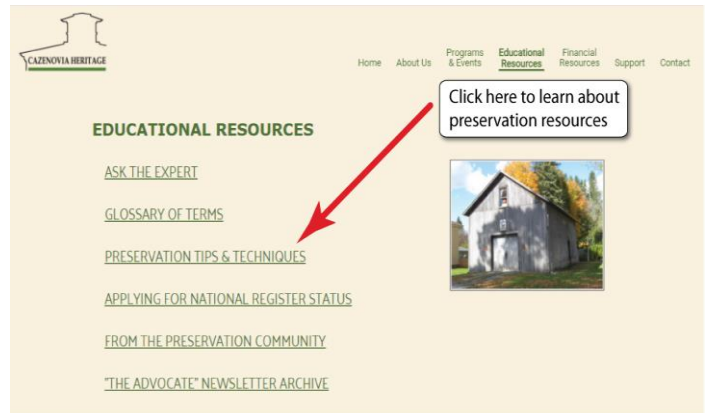 CAZENOVIA HERITAGE
Home About Us Programs & Events Educational Resources Financial Resources Support Contact
Click here to learn about
preservation resources
EDUCATIONAL RESOURCES
ASK THE EXPERT
GLOSSARY OF TERMS
PRESERVATION TIPS & TECHNIQUES
APPLYING FOR NATIONAL REGISTER STATUS
FROM THE PRESERVATION COMMUNITY
"THE ADVOCATE" NEWSLETTER ARCHIVE